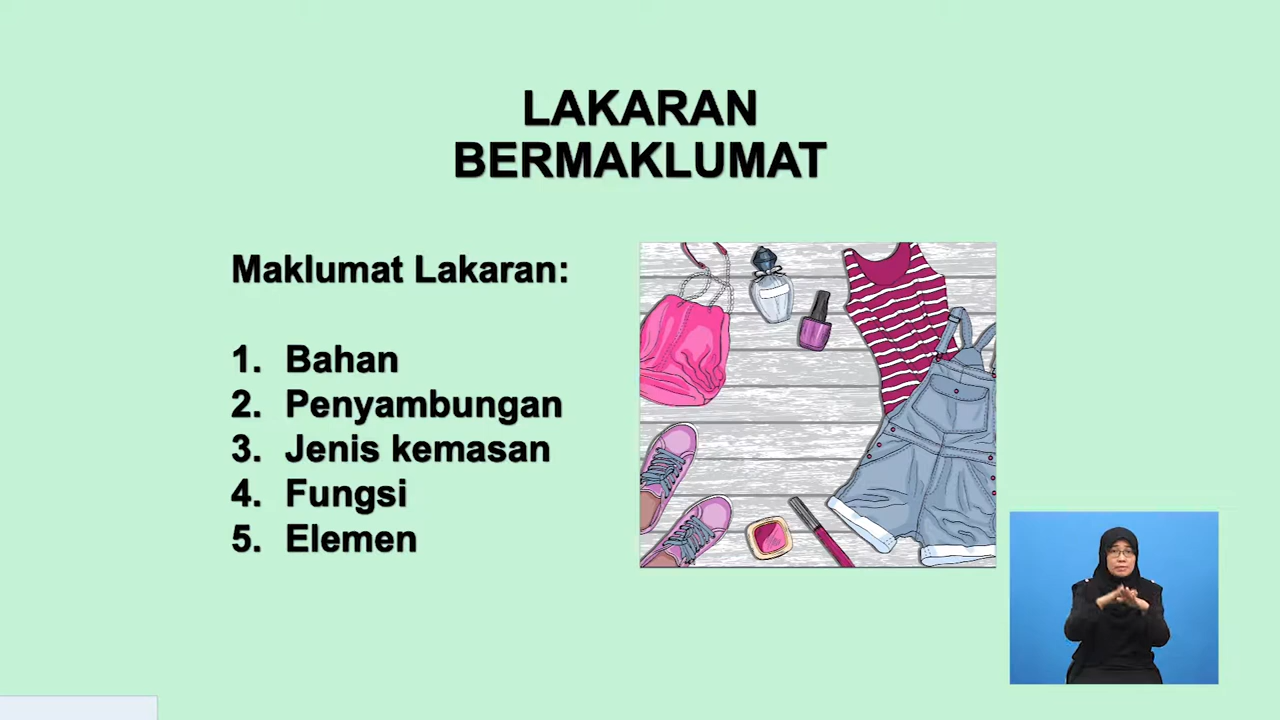 LAKARAN
BERMAKLUMAT
Maklumat Lakaran:
1. Bahan
2. Penyambungan
3. Jenis kemasan
4. Fungsi
5. Elemen